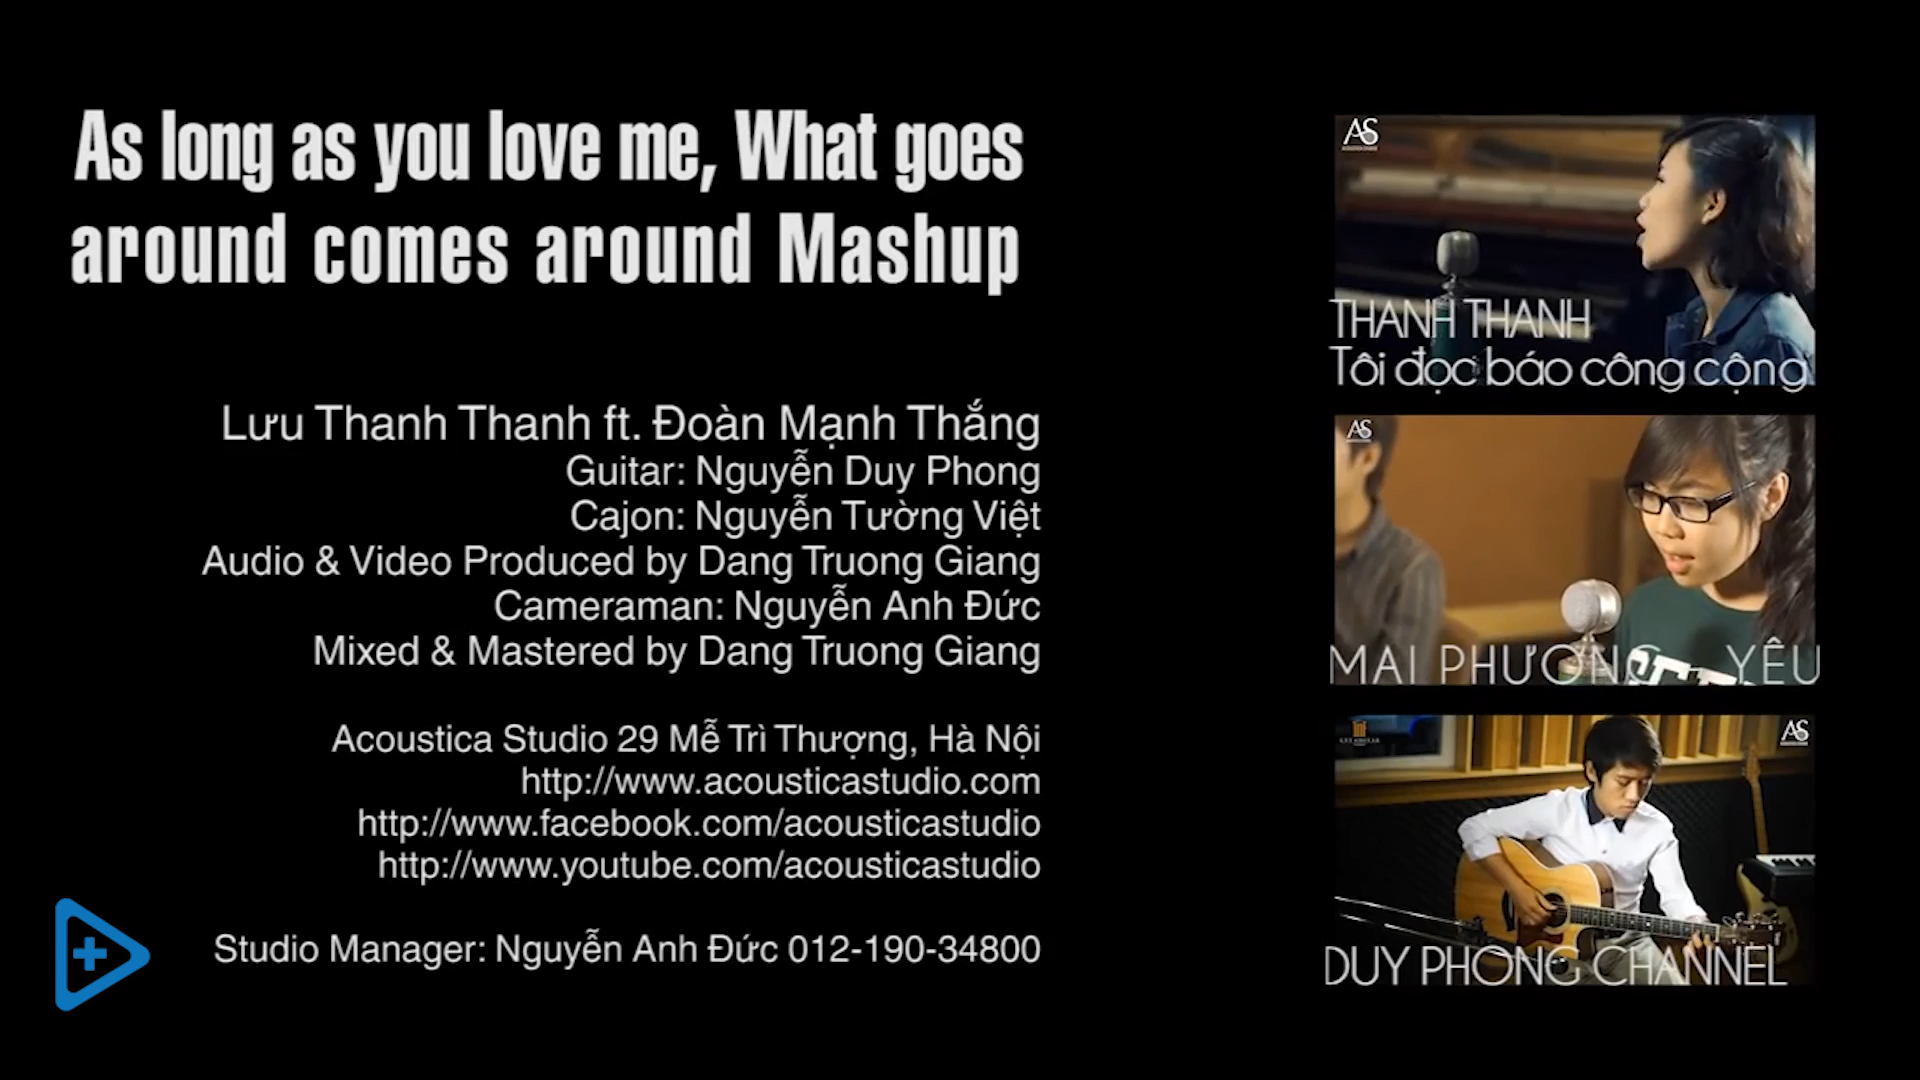 As long as you love me, What goes
around comes around Mashup
Lưu Thanh Thanh ft. Đoàn Mạnh Thắng
Guitar: Nguyễn Duy Phong
Cajon: Nguyễn Tường Việt
Audio & Video Produced by Dang Truong Giang
Cameraman: Nguyễn Anh Đức
Mixed & Mastered by Dang Truong Giang
Acoustica Studio 29 Mễ Trì Thượng, Hà Nội
http://www.acousticastudio.com
http://www.facebook.com/acousticastudio
http://www.youtube.com/acousticastudio
Studio Manager: Nguyễn Anh Đức 012-190-34800
AS
THANH THANH
Tôi đọc báo công cộng
AS
MAI PHƯƠNG - YÊU
AS
DUY PHONG CHANNEL